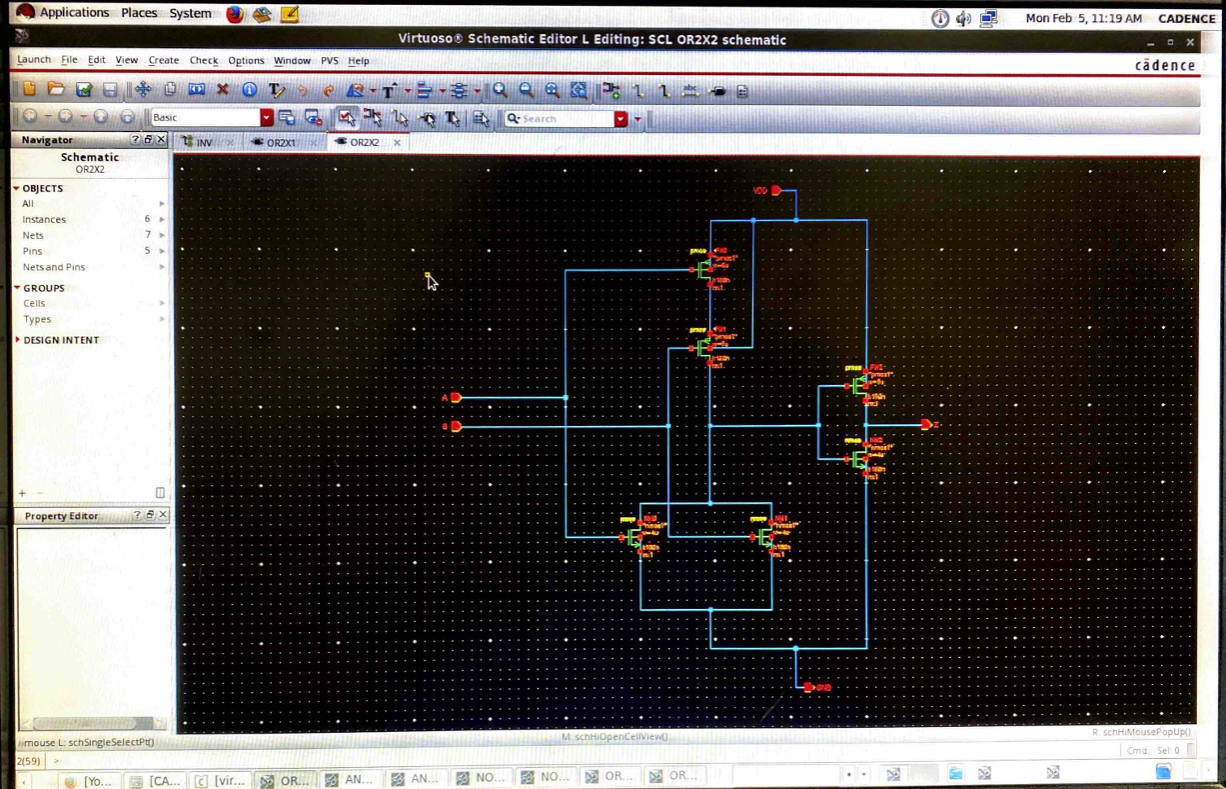 Applications Places System
Mon Feb 5, 11:19 AM CADENCE
Virtuoso® Schematic Editor L Editing: SCL OR2X2 schematic
Launch File Edit View Create Check Options Window PVS Help
cādence
Basic
Search
Navigator
INV
OR2X1
OR2X2
Schematic
OR2X2
OBJECTS
All
Instances 6
Nets 7
Pins 5
Nets and Pins
GROUPS
Cells
Types
DESIGN INTENT
VDD
A
B
Z
GND
Property Editor
mouse L: schSingleSelectPt()
M: schHiOpenCellView()
R: schHiMousePopUp()
2(59) >
Cmd: Sel: 0
[Yo... [CA... [vir... OR... AN... AN... NO... NO... OR... OR...